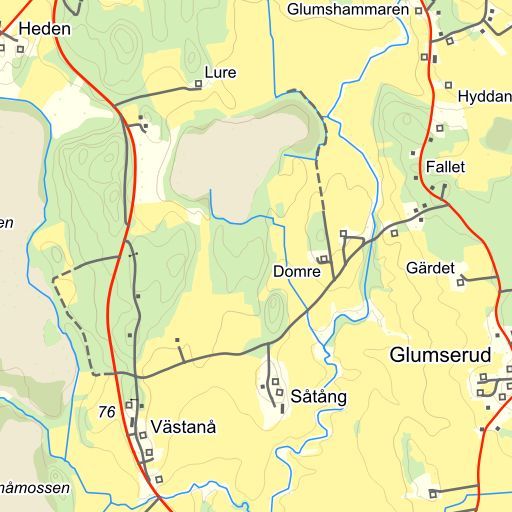 Glumshammaren
Heden
Lure
Hyddan
Fallet
en
Domre
Gärdet
Glumserud
Såtång
76
Västanå
nåmossen